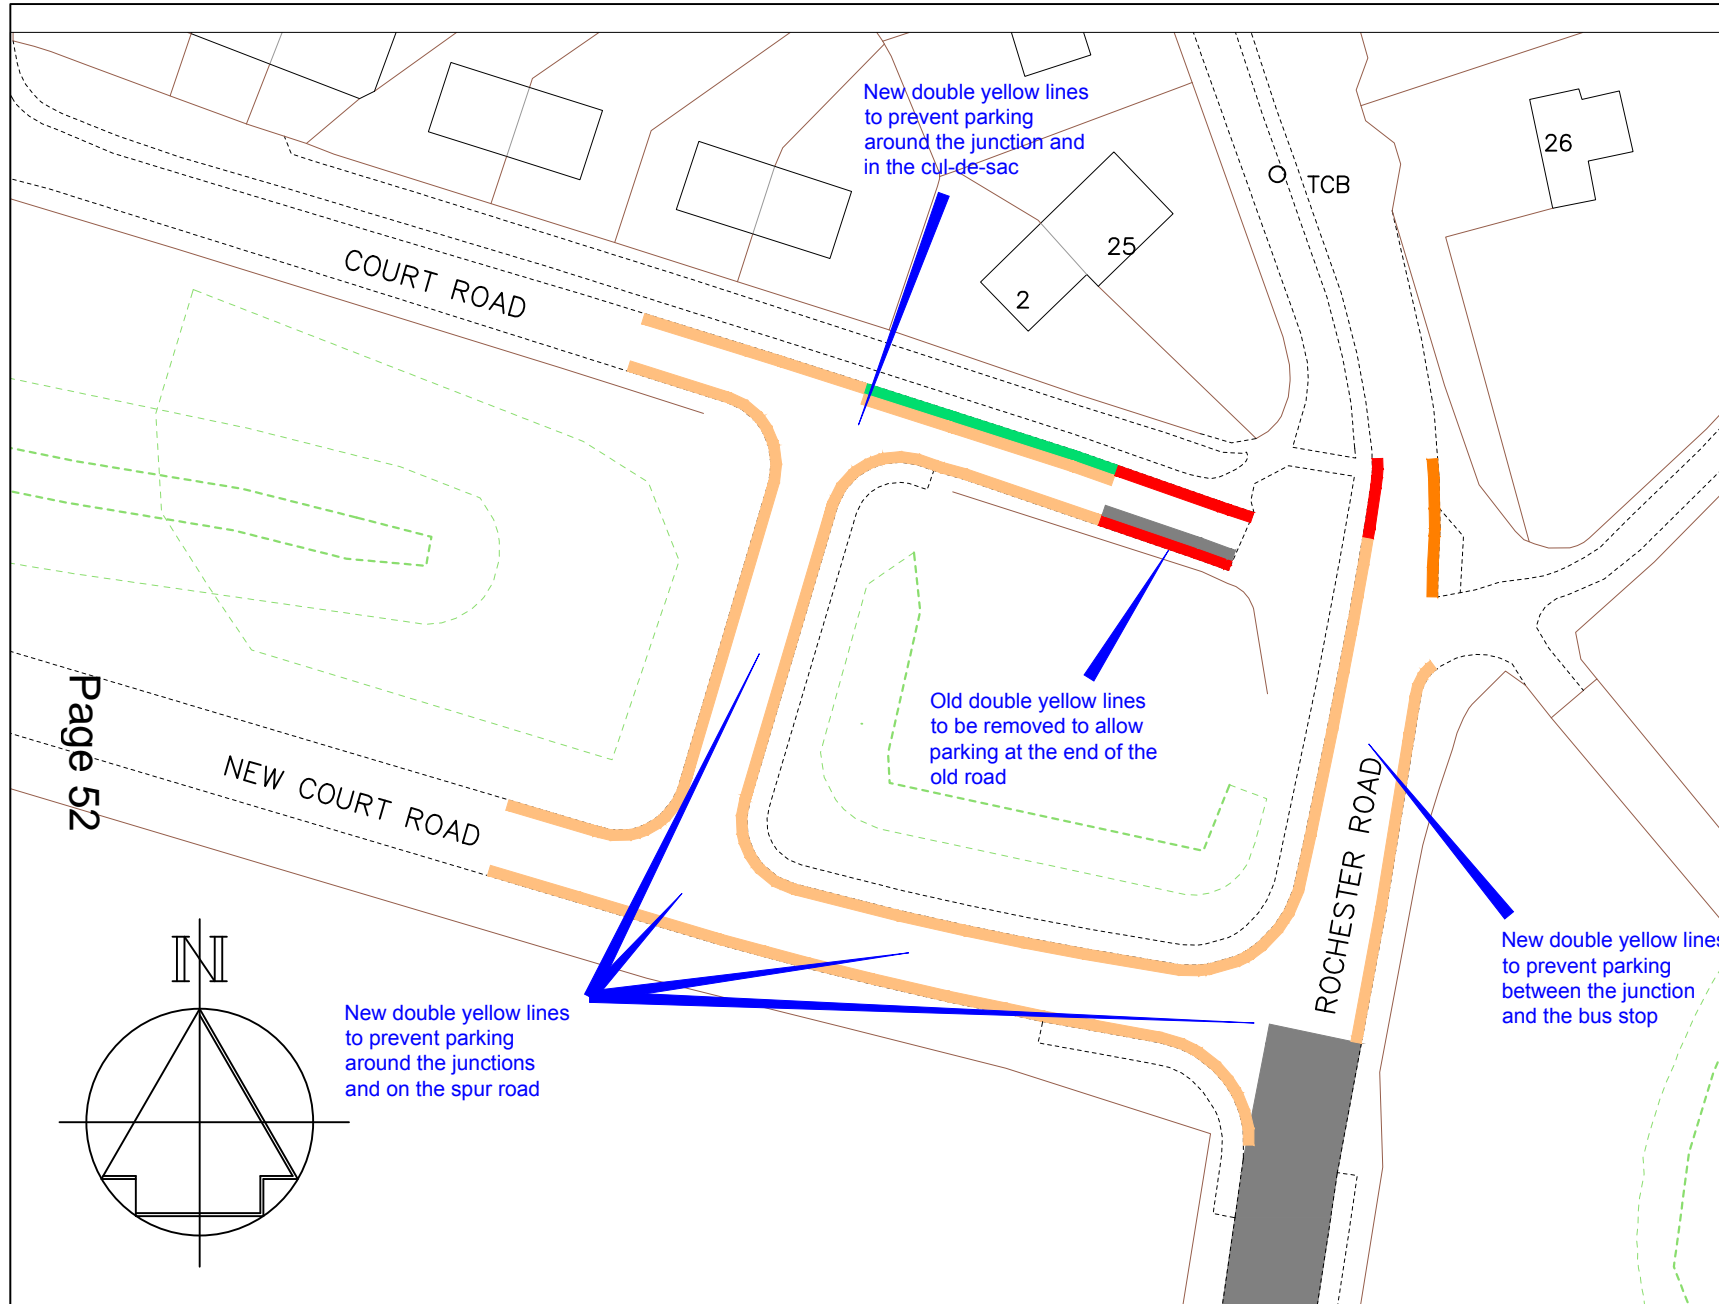 New double yellow lines
to prevent parking
around the junction and
in the cul-de-sac
26
TCB
25
2
COURT ROAD
Page 52
NEW COURT ROAD
Old double yellow lines
to be removed to allow
parking at the end of the
old road
ROCHESTER ROAD
New double yellow lines
to prevent parking
between the junction
and the bus stop
N
New double yellow lines
to prevent parking
around the junctions
and on the spur road